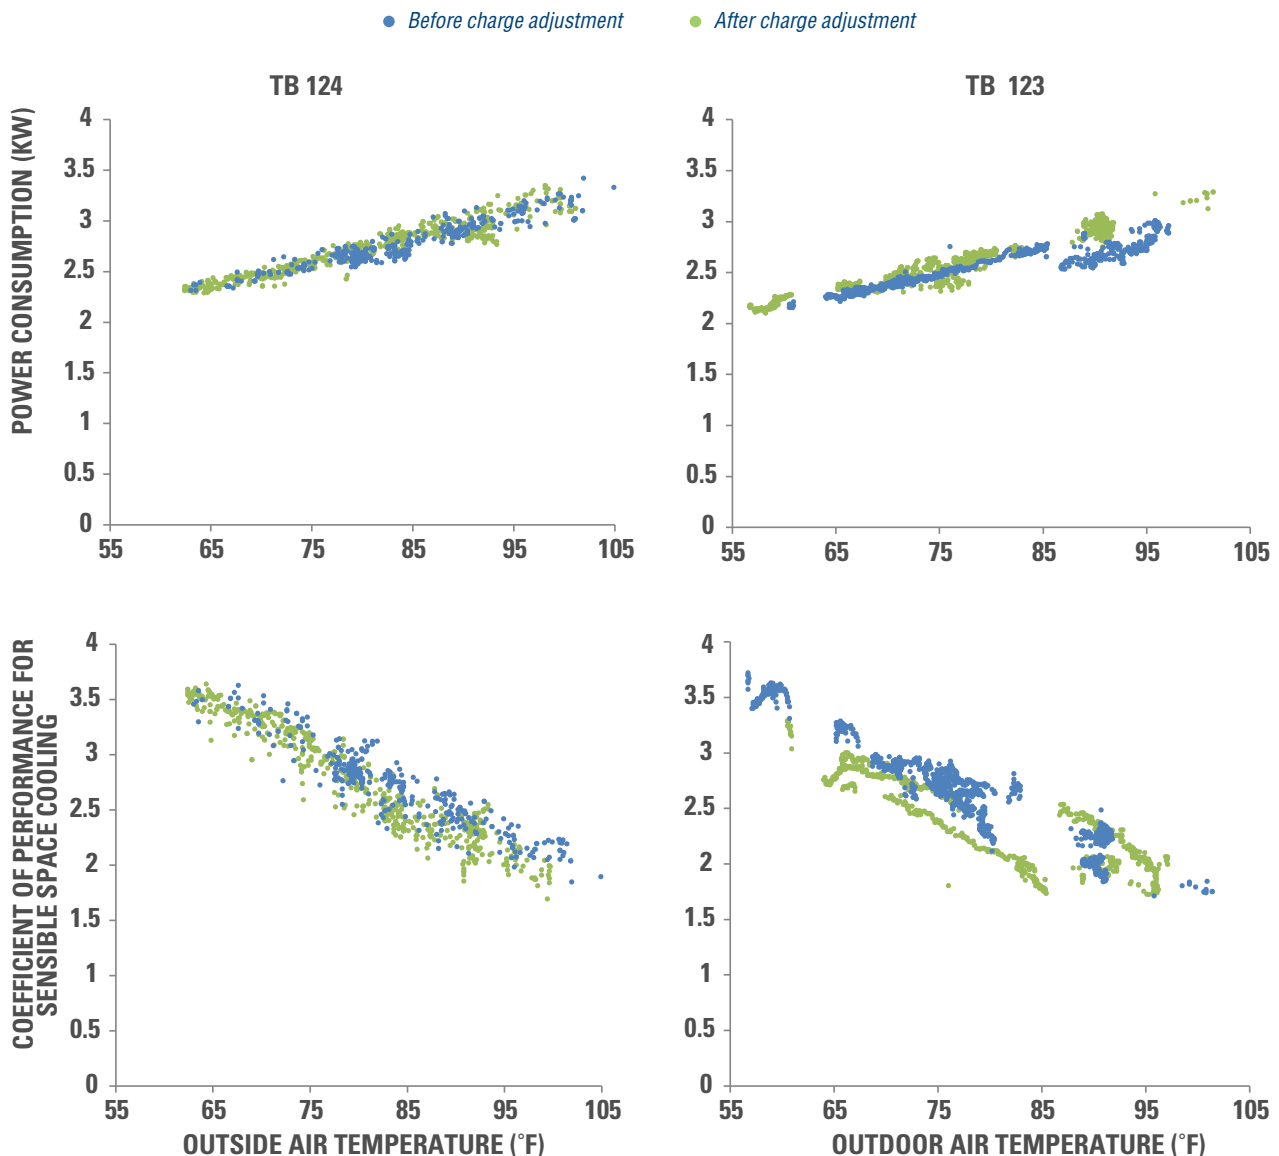 Before charge adjustment
After charge adjustment
TB 124
POWER CONSUMPTION (KW)
4
3.5
3
2.5
2
1.5
1
0.5
0
55 65 75 85 95 105
TB 123
4
3.5
3
2.5
2
1.5
1
0.5
0
55 65 75 85 95 105
COEFFICIENT OF PERFORMANCE FOR
SENSIBLE SPACE COOLING
4
3.5
3
2.5
2
1.5
1
0.5
0
55 65 75 85 95 105
OUTSIDE AIR TEMPERATURE (˚F)
4
3.5
3
2.5
2
1.5
1
0.5
0
55 65 75 85 95 105
OUTDOOR AIR TEMPERATURE (˚F)